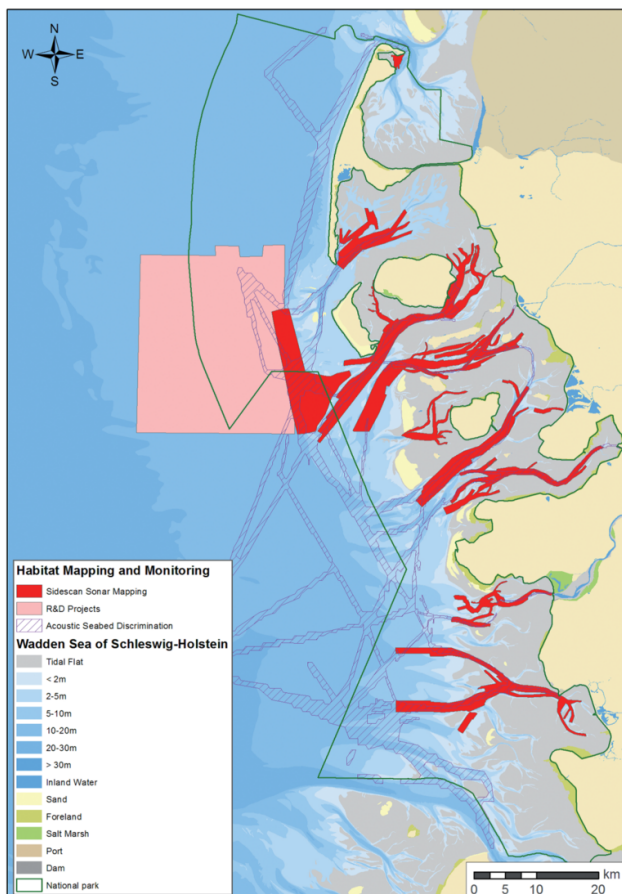 N
W E
S
Habitat Mapping and Monitoring
Sidescan Sonar Mapping
R&D Projects
Acoustic Seabed Discrimination
Wadden Sea of Schleswig-Holstein
Tidal Flat
< 2m
2-5m
5-10m
10-20m
20-30m
> 30m
Inland Water
Sand
Foreland
Salt Marsh
Port
Dam
National park
km
0 5 10 20